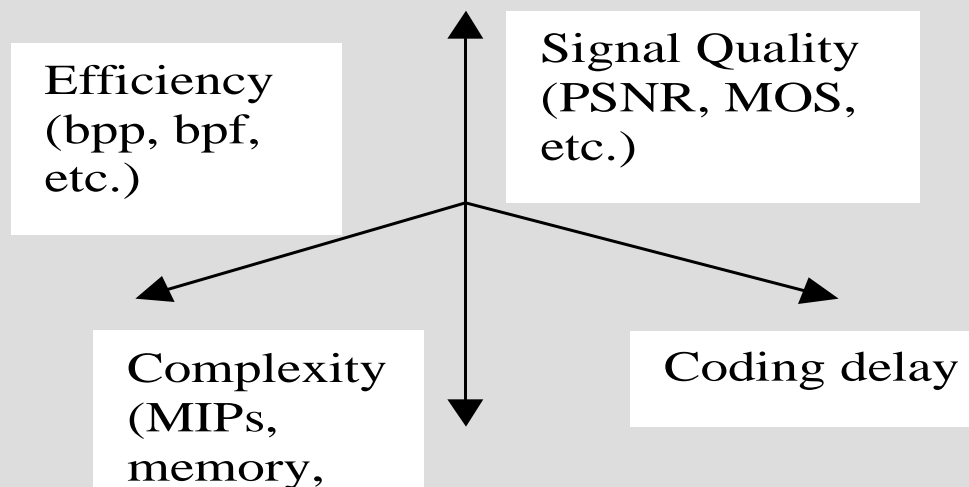 Efficiency
(bpp, bpf,
etc.)
Signal Quality
(PSNR, MOS,
etc.)
Complexity
(MIPs,
memory,
Coding delay